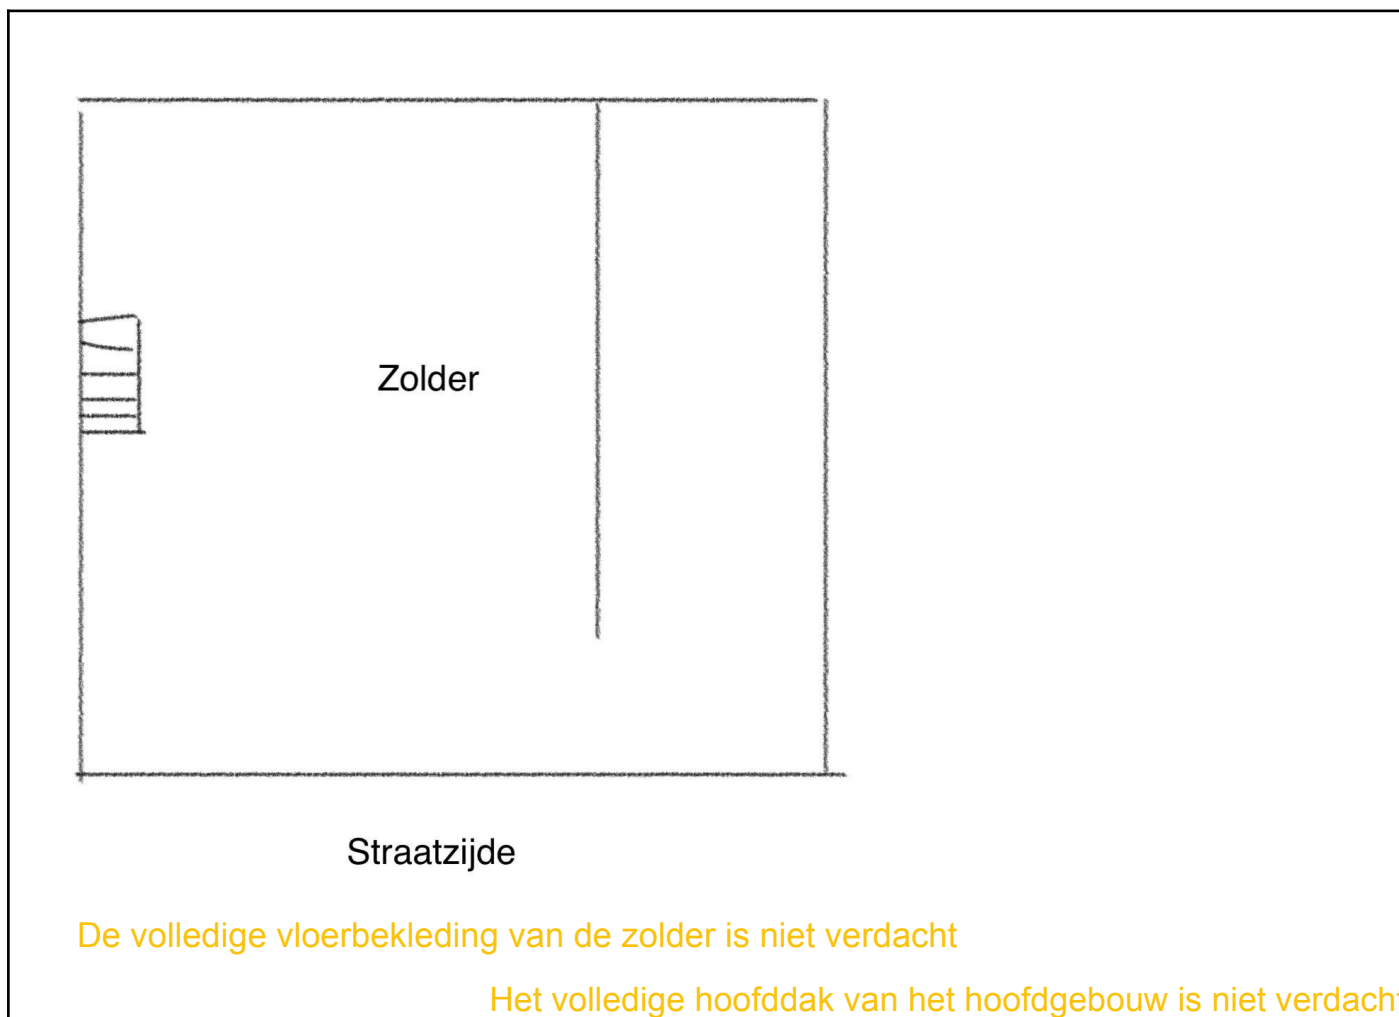 Zolder
Straatzijde
De volledige vloerbekleding van de zolder is niet verdacht
Het volledige hoofddak van het hoofdgebouw is niet verdacht